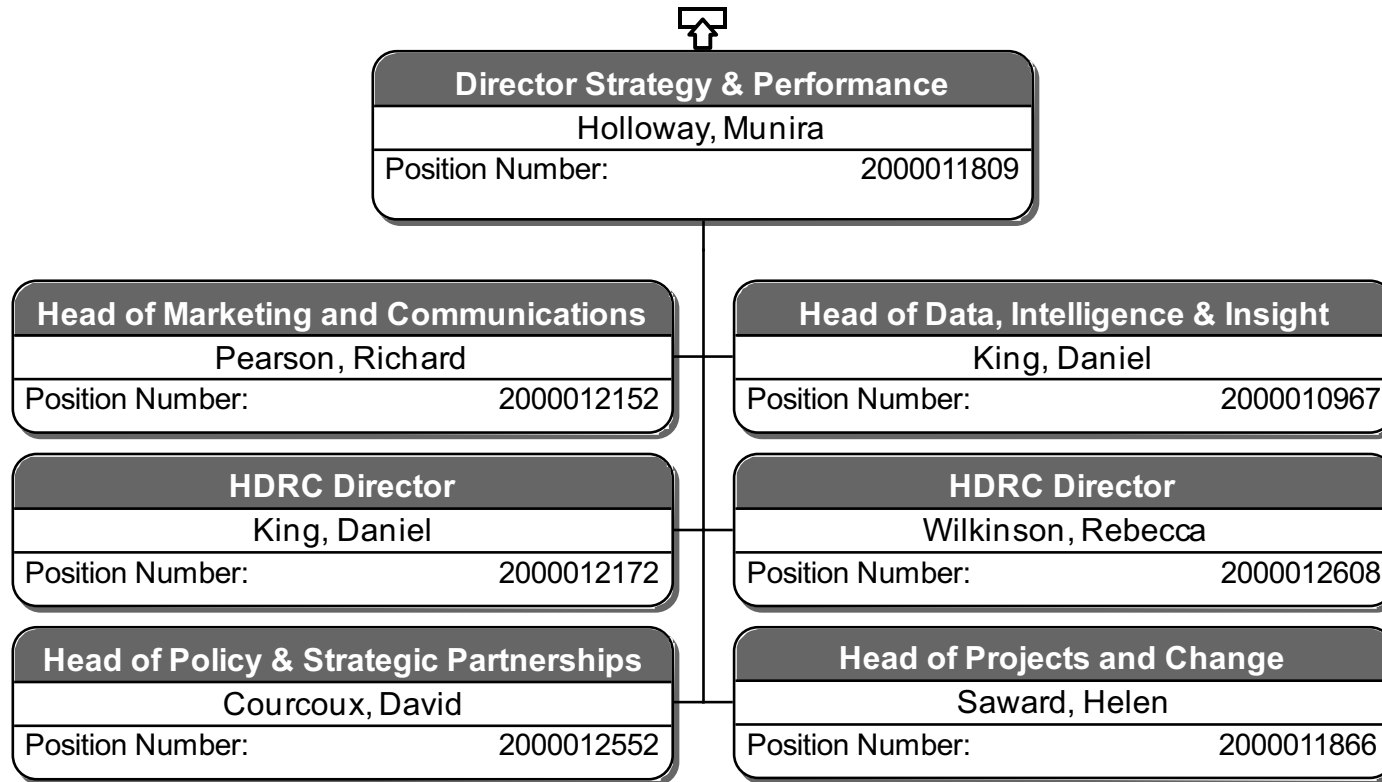 Director Strategy & Performance
Holloway, Munira
Position Number: 2000011809
Head of Marketing and Communications
Pearson, Richard
Position Number: 2000012152
Head of Data, Intelligence & Insight
King, Daniel
Position Number: 2000010967
HDRC Director
King, Daniel
Position Number: 2000012172
HDRC Director
Wilkinson, Rebecca
Position Number: 2000012608
Head of Policy & Strategic Partnerships
Courcoux, David
Position Number: 2000012552
Head of Projects and Change
Saward, Helen
Position Number: 2000011866